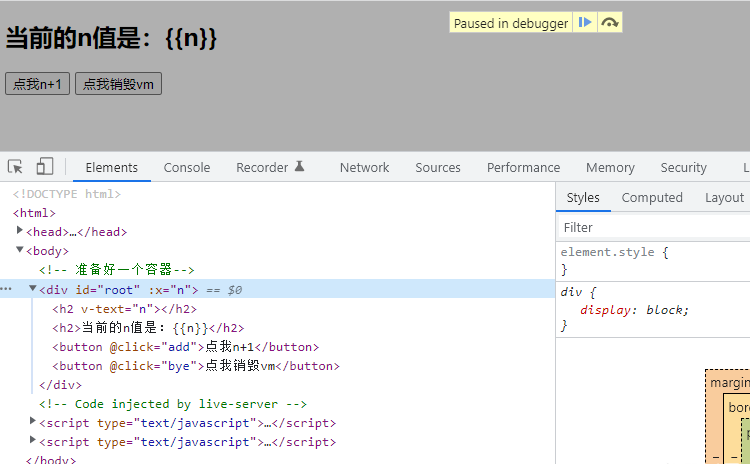 Paused in debugger
当前的n值是：{{n}}
点我n+1 点我销毁vm
Elements Console Recorder Network Sources Performance Memory Security L
<!DOCTYPE html>
<html>
<head>…</head>
<body>
<!-- 准备好一个容器-->
<div id="root" :x="n"> == $0
<h2 v-text="n"></h2>
<h2>当前的n值是：{{n}}</h2>
<button @click="add">点我n+1</button>
<button @click="bye">点我销毁vm</button>
</div>
<!-- Code injected by live-server -->
<script type="text/javascript">…</script>
<script type="text/javascript">…</script>
</body>
Styles Computed Layout
Filter
element.style {
}
div {
display: block;
}
margin
bor
p